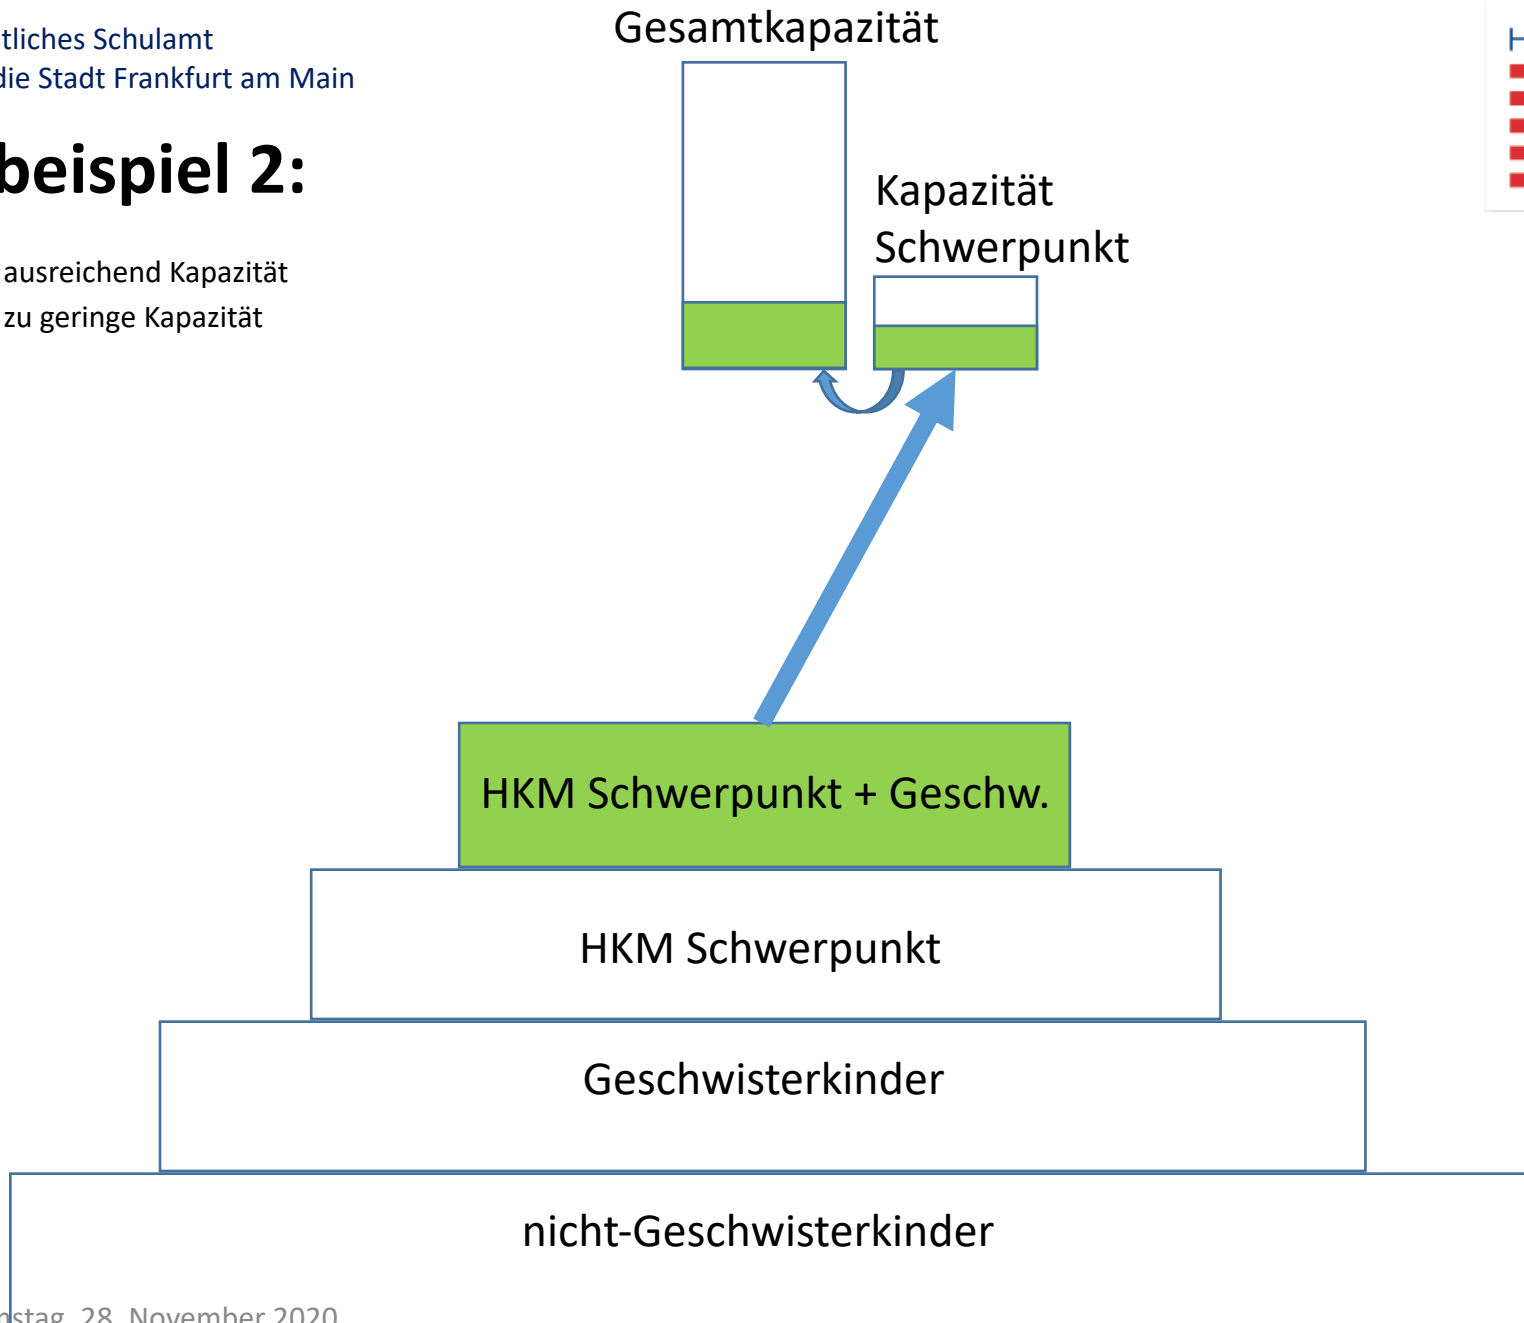 tliches Schulamt
die Stadt Frankfurt am Main
beispiel 2:
ausreichend Kapazität
zu geringe Kapazität
Gesamtkapazität
Kapazität
Schwerpunkt
HKM Schwerpunkt + Geschw.
HKM Schwerpunkt
Geschwisterkinder
nicht-Geschwisterkinder
nstag, 28. November 2020